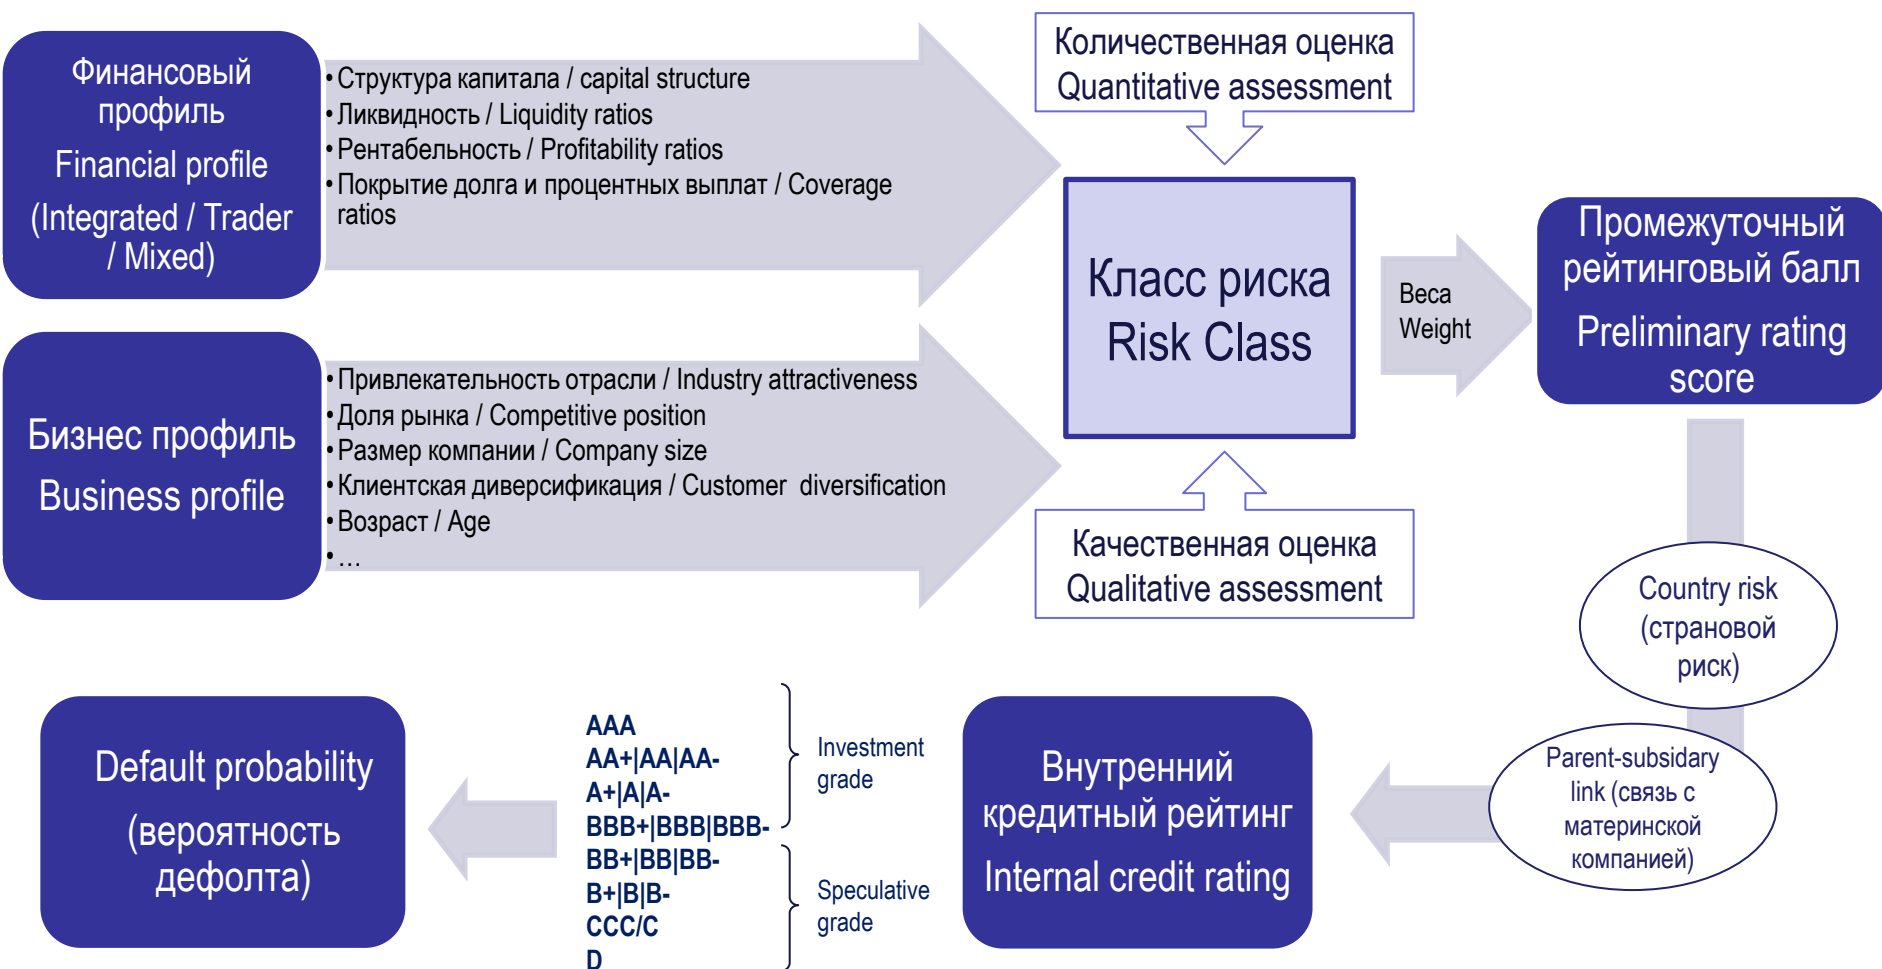 Финансовый
профиль
Financial profile
(Integrated / Trader
/ Mixed)
• Структура капитала / capital structure
• Ликвидность / Liquidity ratios
• Рентабельность / Profitability ratios
• Покрытие долга и процентных выплат / Coverage
ratios
Количественная оценка
Quantitative assessment
Бизнес профиль
Business profile
• Привлекательность отрасли / Industry attractiveness
• Доля рынка / Competitive position
• Размер компании / Company size
• Клиентская диверсификация / Customer diversification
• Возраст / Age
• …
Класс риска
Risk Class
Качественная оценка
Qualitative assessment
Веса
Weight
Промежуточный
рейтинговый балл
Preliminary rating
score
Country risk
(страновой
риск)
Parent-subsidary
link (связь с
материнской
компанией)
Внутренний
кредитный рейтинг
Internal credit rating
AAA
AA+|AA|AA-
A+|A|A-
BBB+|BBB|BBB-
BB+|BB|BB-
B+|B|B-
CCC/C
D
Investment
grade
Speculative
grade
Default probability
(вероятность
дефолта)